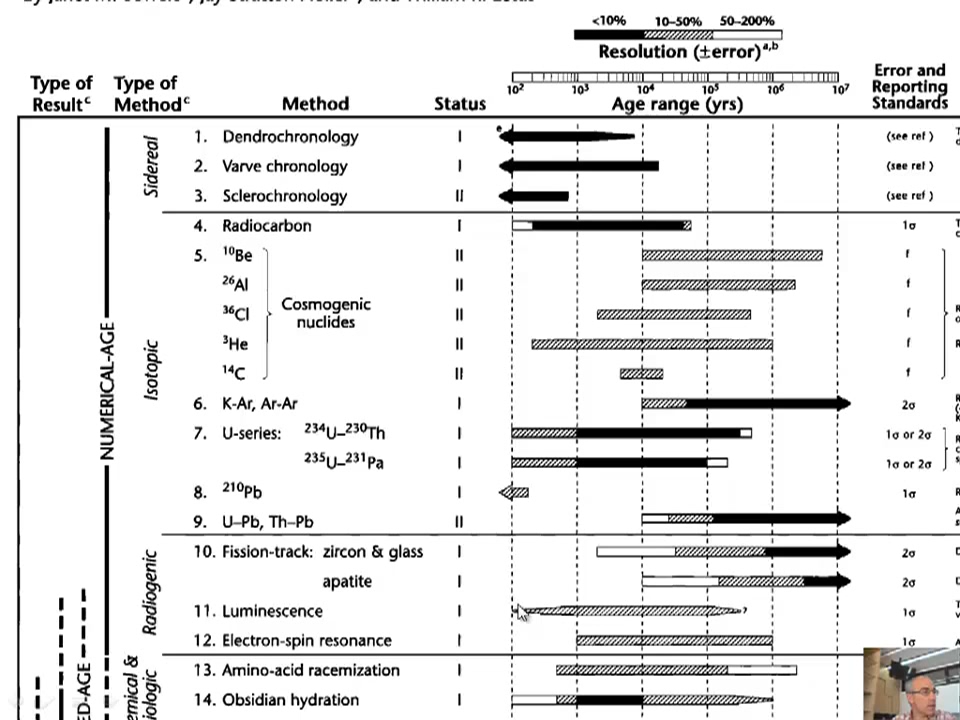 <10% 10–50% 50–200%
Resolution (±error)ᵃ,ᵇ
10² 10³ 10⁴ 10⁵ 10⁶ 10⁷
Age range (yrs)
Type of Resultᶜ
Type of Methodᶜ
Method
Status
Error and Reporting Standards
NUMERICAL-AGE
Sidereal
1. Dendrochronology I e (see ref )
2. Varve chronology I (see ref )
3. Sclerochronology II (see ref )
Isotopic
4. Radiocarbon I 1σ
5. ¹⁰Be II f
²⁶Al II f
³⁶Cl II f
Cosmogenic nuclides
³He II f
¹⁴C II f
6. K-Ar, Ar-Ar I 2σ
7. U-series: ²³⁴U–²³⁰Th I 1σ or 2σ
²³⁵U–²³¹Pa I 1σ or 2σ
8. ²¹⁰Pb I 1σ
9. U–Pb, Th–Pb II
Radiogenic
10. Fission-track: zircon & glass I 2σ
apatite I 2σ
11. Luminescence I ? 1σ
12. Electron-spin resonance I 1σ
13. Amino-acid racemization I
14. Obsidian hydration I